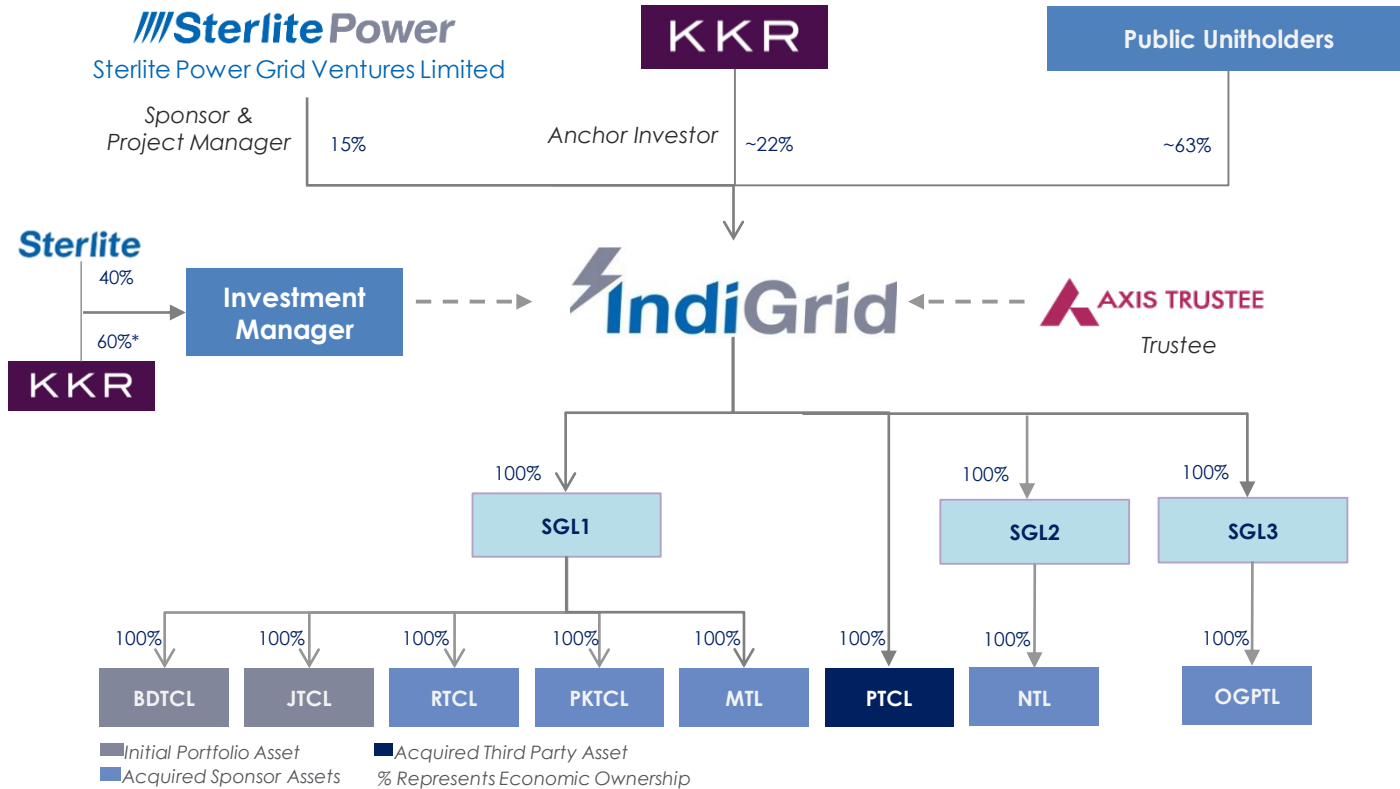 Sterlite Power
Sterlite Power Grid Ventures Limited
KKR
Public Unitholders
Sponsor &
Project Manager
15%
Anchor Investor
~22%
~63%
Sterlite
40%
60%*
KKR
Investment
Manager
IndiGrid
AXIS TRUSTEE
Trustee
100%
100%
100%
SGL1
SGL2
SGL3
100%
100%
100%
100%
100%
100%
100%
100%
BDTCL
JTCL
RTCL
PKTCL
MTL
PTCL
NTL
OGPTL
Initial Portfolio Asset
Acquired Third Party Asset
Acquired Sponsor Assets
% Represents Economic Ownership